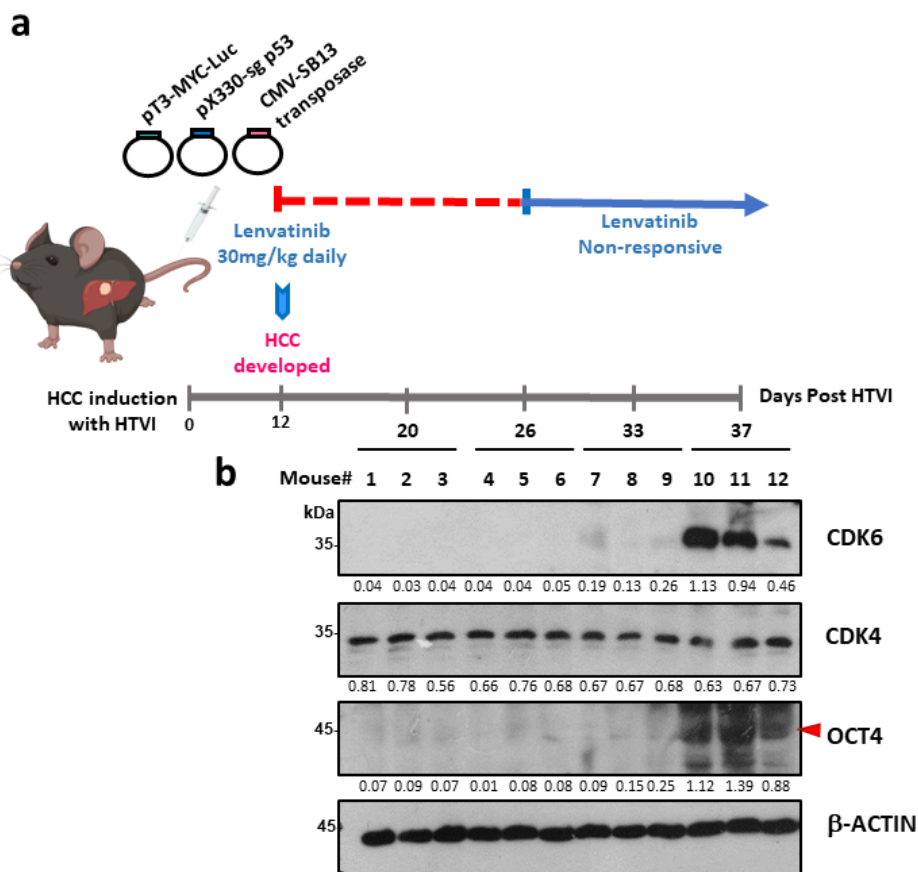 a
pT3-MYC-Luc
pX330-sg p53
CMV-SB13
transposase
Lenvatinib
30mg/kg daily
Lenvatinib
Non-responsive
HCC
developed
HCC induction
with HTVI
0
12
20
26
33
37
Days Post HTVI
b
Mouse# 1 2 3 4 5 6 7 8 9 10 11 12
kDa
35
CDK6
0.04 0.03 0.04 0.04 0.04 0.05 0.19 0.13 0.26 1.13 0.94 0.46
35
CDK4
0.81 0.78 0.56 0.66 0.76 0.68 0.67 0.67 0.68 0.63 0.67 0.73
45
OCT4
0.07 0.09 0.07 0.01 0.08 0.08 0.09 0.15 0.25 1.12 1.39 0.88
45
β-ACTIN